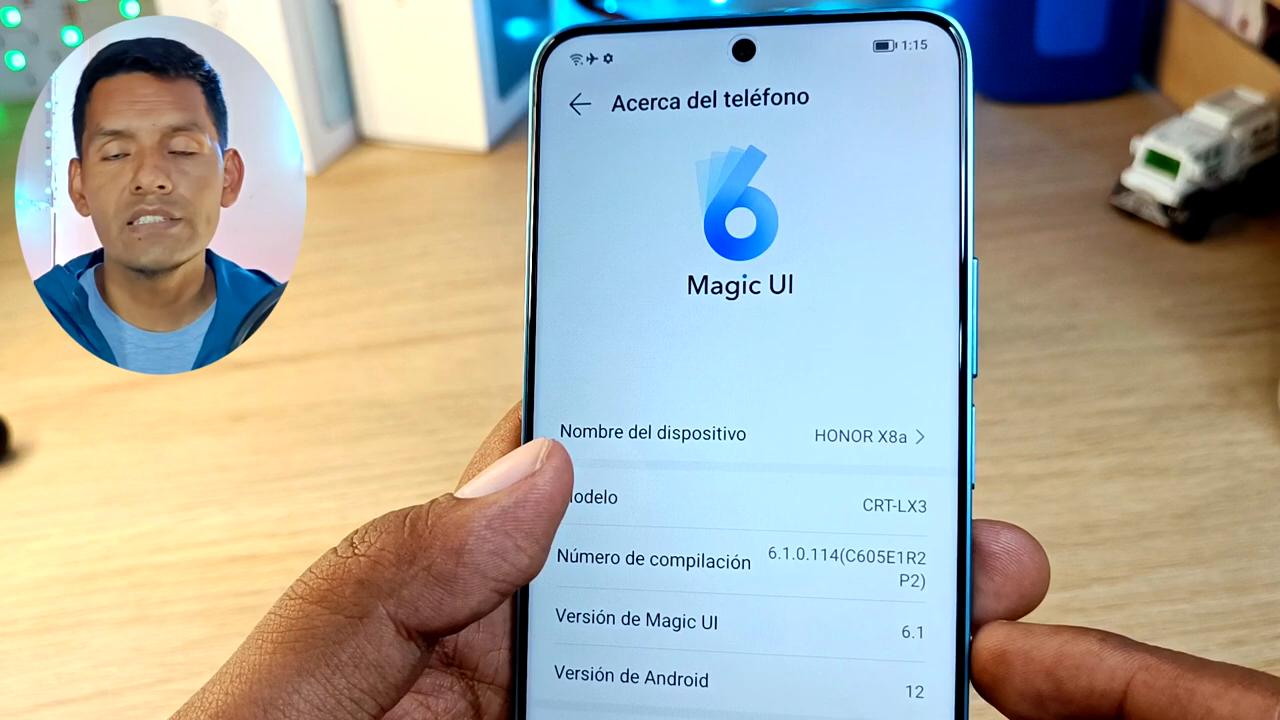 1:15
Acerca del teléfono
6
Magic UI
Nombre del dispositivo HONOR X8a
odelo CRT-LX3
Número de compilación 6.1.0.114(C605E1R2
P2)
Versión de Magic UI 6.1
Versión de Android 12